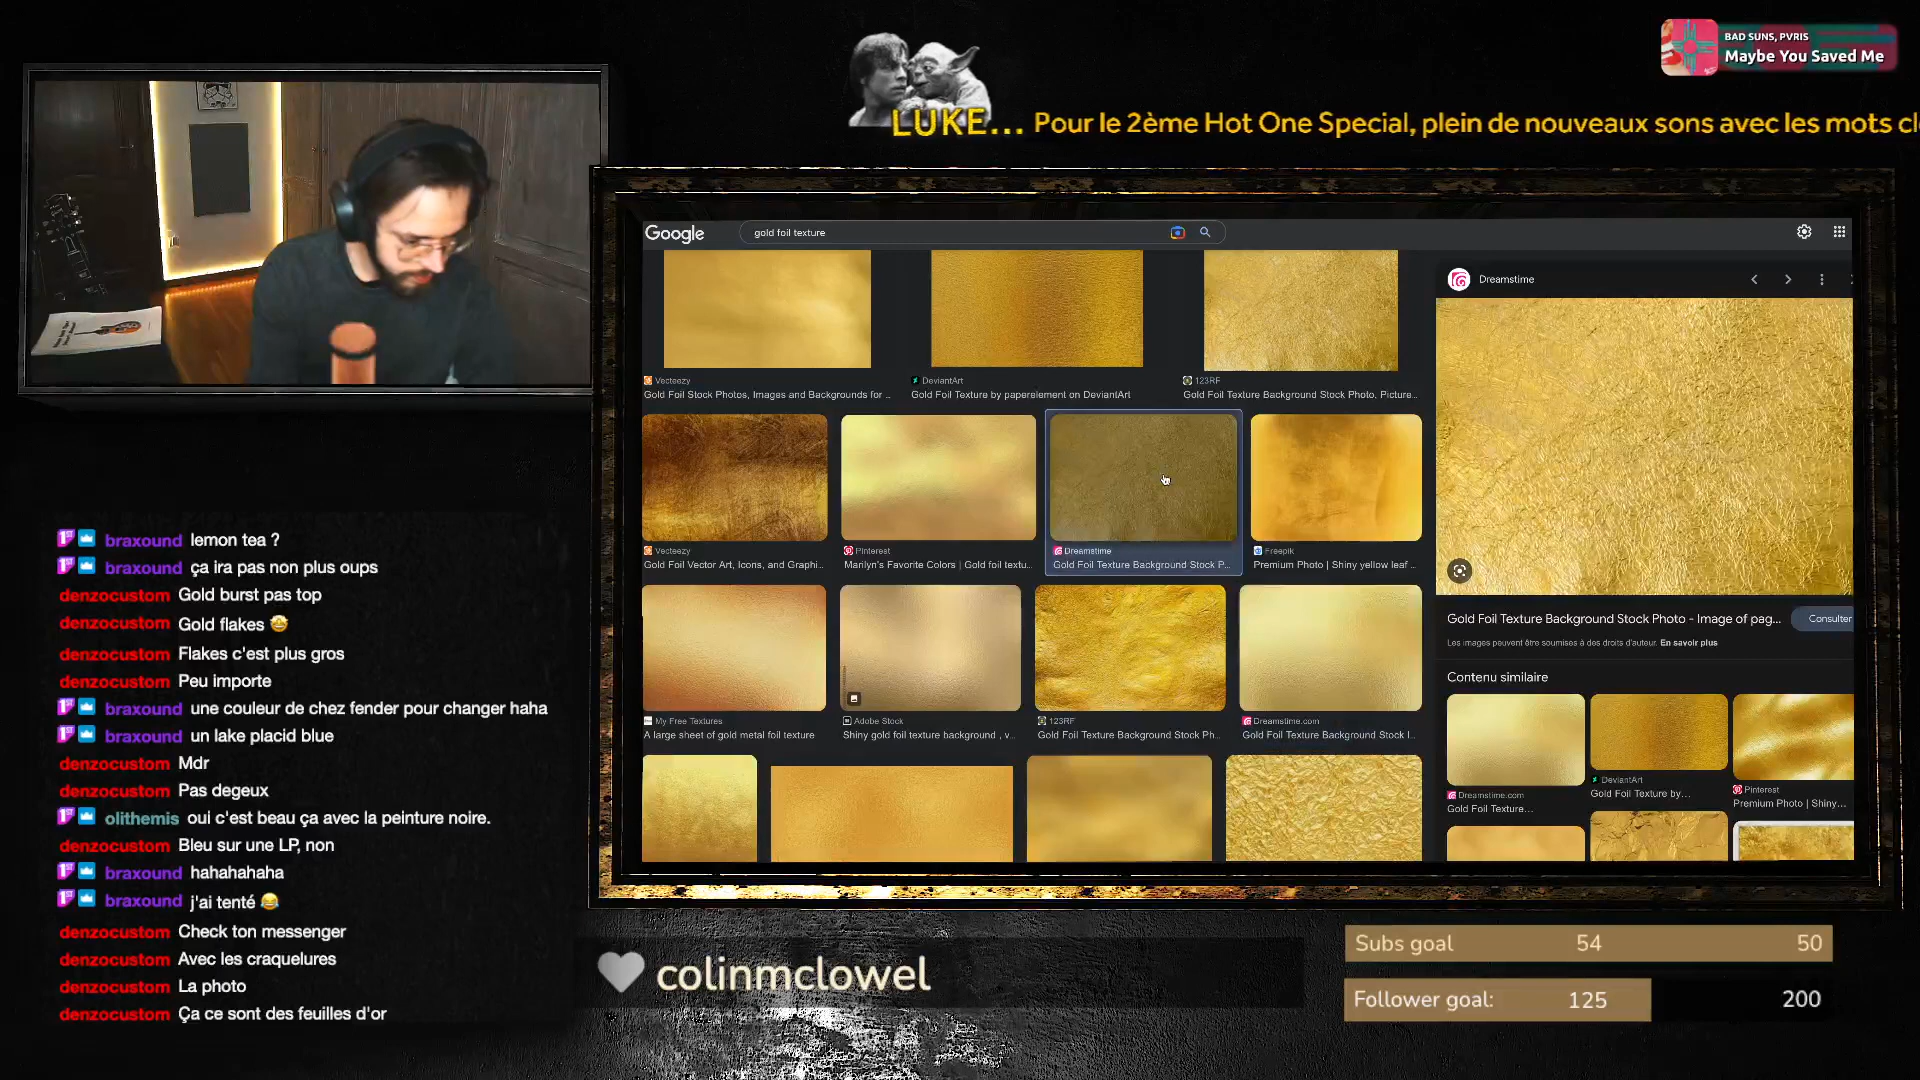 BAD SUNS, PVRIS
Maybe You Saved Me
LUKE... Pour le 2ème Hot One Special, plein de nouveaux sons avec les mots cl
Google
gold foil texture
Vecteezy
Gold Foil Stock Photos, Images and Backgrounds for ...
DeviantArt
Gold Foil Texture by paperelement on DeviantArt
123RF
Gold Foil Texture Background Stock Photo, Picture...
Dreamstime
Vecteezy
Gold Foil Vector Art, Icons, and Graphi...
Pinterest
Marilyn's Favorite Colors | Gold foil textu...
Dreamstime
Gold Foil Texture Background Stock P...
Freepik
Premium Photo | Shiny yellow leaf ...
Gold Foil Texture Background Stock Photo - Image of pag...
Consulter
Les images peuvent être soumises à des droits d'auteur. En savoir plus
Contenu similaire
My Free Textures
A large sheet of gold metal foil texture
Adobe Stock
Shiny gold foil texture background , v...
123RF
Gold Foil Texture Background Stock Ph...
Dreamstime.com
Gold Foil Texture Background Stock I...
Dreamstime.com
Gold Foil Texture...
DeviantArt
Gold Foil Texture by...
Pinterest
Premium Photo | Shiny...
braxound lemon tea ?
braxound ça ira pas non plus oups
denzocustom Gold burst pas top
denzocustom Gold flakes 🤩
denzocustom Flakes c'est plus gros
denzocustom Peu importe
braxound une couleur de chez fender pour changer haha
braxound un lake placid blue
denzocustom Mdr
denzocustom Pas degeux
olithemis oui c'est beau ça avec la peinture noire.
denzocustom Bleu sur une LP, non
braxound hahahahaha
braxound j'ai tenté 😂
denzocustom Check ton messenger
denzocustom Avec les craquelures
denzocustom La photo
denzocustom Ça ce sont des feuilles d'or
colinmclowel
Subs goal 54 50
Follower goal: 125 200